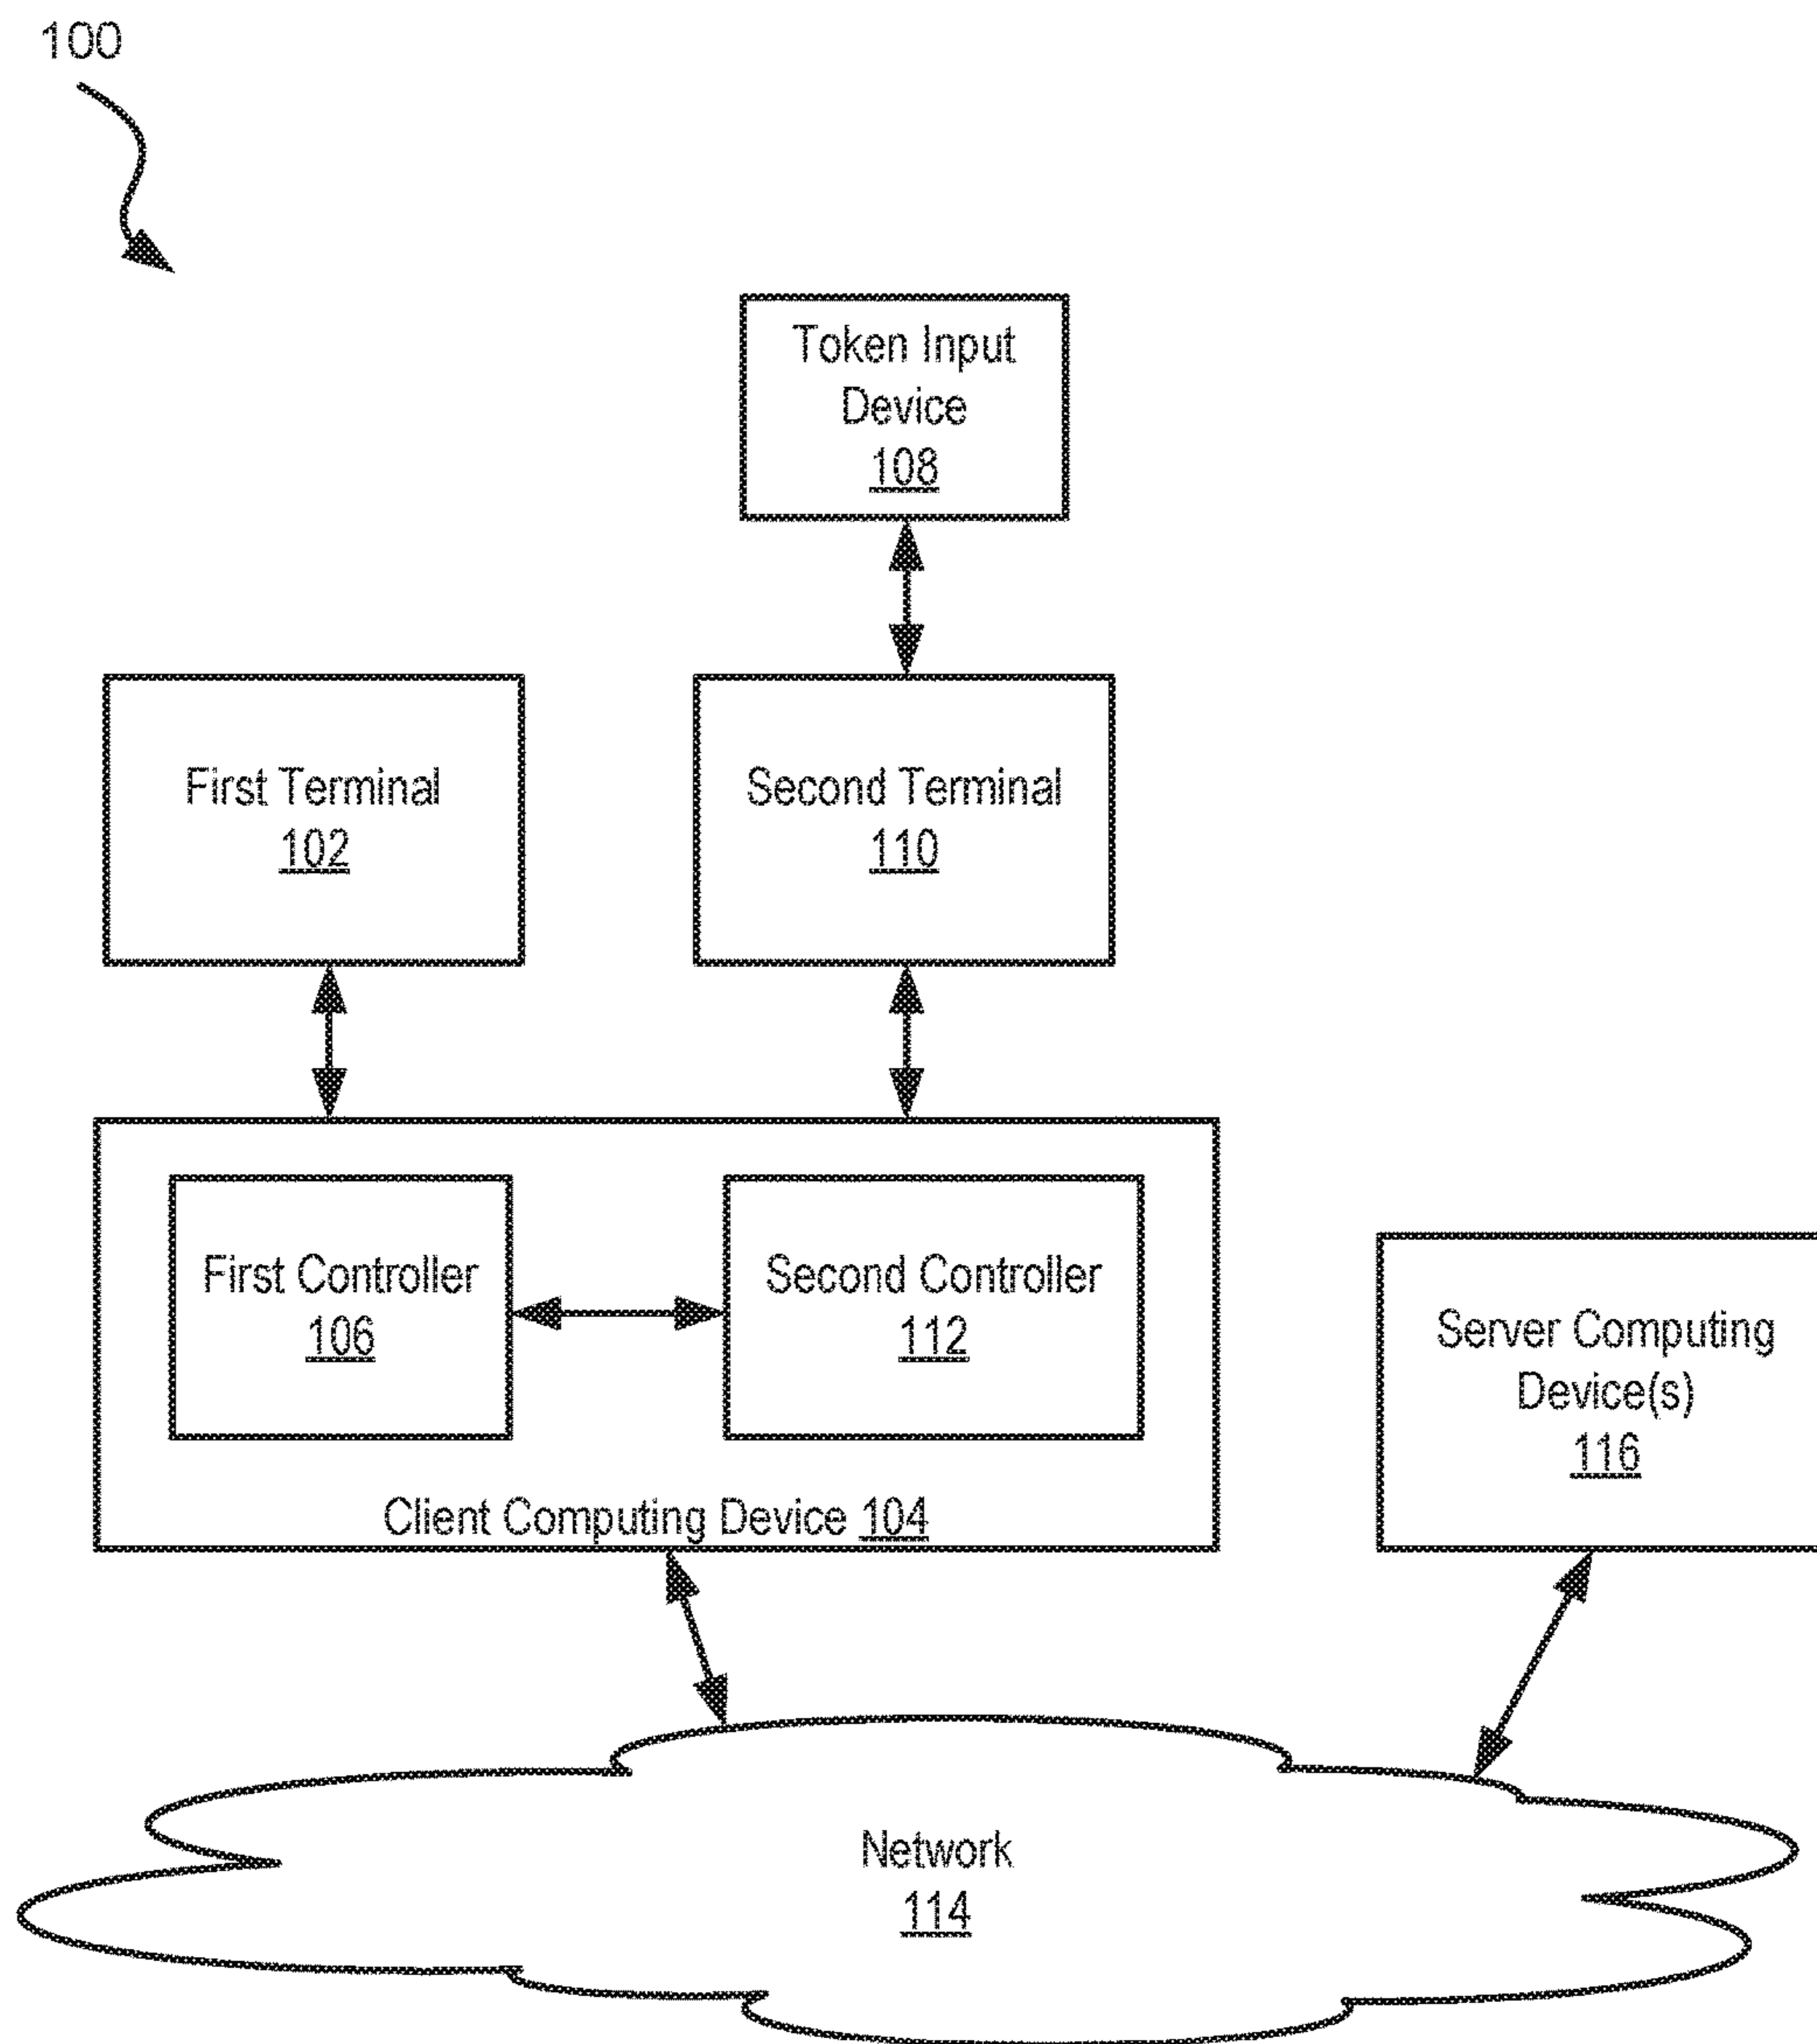 100
Token Input
Device
108
First Terminal
102
Second Terminal
110
First Controller
106
Second Controller
112
Client Computing Device 104
Server Computing
Device(s)
116
Network
114